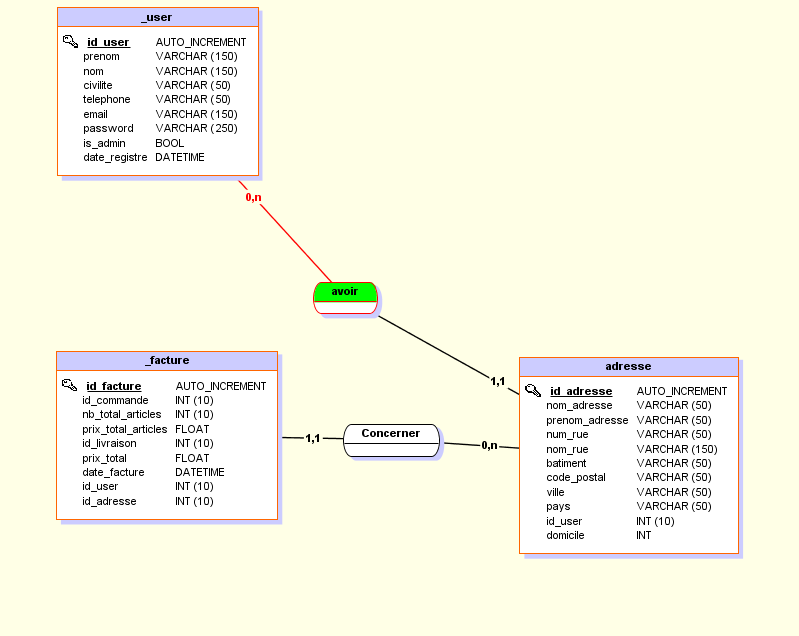 _user
id_user AUTO_INCREMENT
prenom VARCHAR (150)
nom VARCHAR (150)
civilite VARCHAR (50)
telephone VARCHAR (50)
email VARCHAR (150)
password VARCHAR (250)
is_admin BOOL
date_registre DATETIME
0,n
avoir
1,1
_facture
id_facture AUTO_INCREMENT
id_commande INT (10)
nb_total_articles INT (10)
prix_total_articles FLOAT
id_livraison INT (10)
prix_total FLOAT
date_facture DATETIME
id_user INT (10)
id_adresse INT (10)
1,1
Concerner
0,n
adresse
id_adresse AUTO_INCREMENT
nom_adresse VARCHAR (50)
prenom_adresse VARCHAR (50)
num_rue VARCHAR (50)
nom_rue VARCHAR (150)
batiment VARCHAR (50)
code_postal VARCHAR (50)
ville VARCHAR (50)
pays VARCHAR (50)
id_user INT (10)
domicile INT